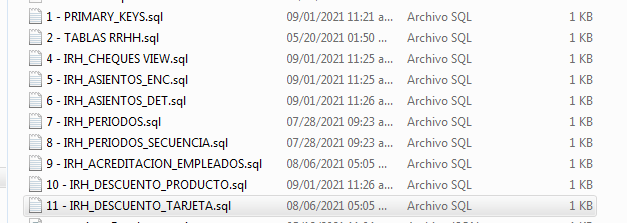 1 - PRIMARY_KEYS.sql 09/01/2021 11:21 a... Archivo SQL 1 KB
2 - TABLAS RRHH.sql 05/20/2021 01:50 ... Archivo SQL 1 KB
4 - IRH_CHEQUES VIEW.sql 09/01/2021 11:25 a... Archivo SQL 1 KB
5 - IRH_ASIENTOS_ENC.sql 09/01/2021 11:25 a... Archivo SQL 1 KB
6 - IRH_ASIENTOS_DET.sql 09/01/2021 11:26 a... Archivo SQL 1 KB
7 - IRH_PERIODOS.sql 07/28/2021 09:23 a... Archivo SQL 1 KB
8 - IRH_PERIODOS_SECUENCIA.sql 07/28/2021 09:23 a... Archivo SQL 1 KB
9 - IRH_ACREDITACION_EMPLEADOS.sql 08/06/2021 05:05 ... Archivo SQL 1 KB
10 - IRH_DESCUENTO_PRODUCTO.sql 09/01/2021 11:26 a... Archivo SQL 1 KB
11 - IRH_DESCUENTO_TARJETA.sql 08/06/2021 05:05 ... Archivo SQL 1 KB